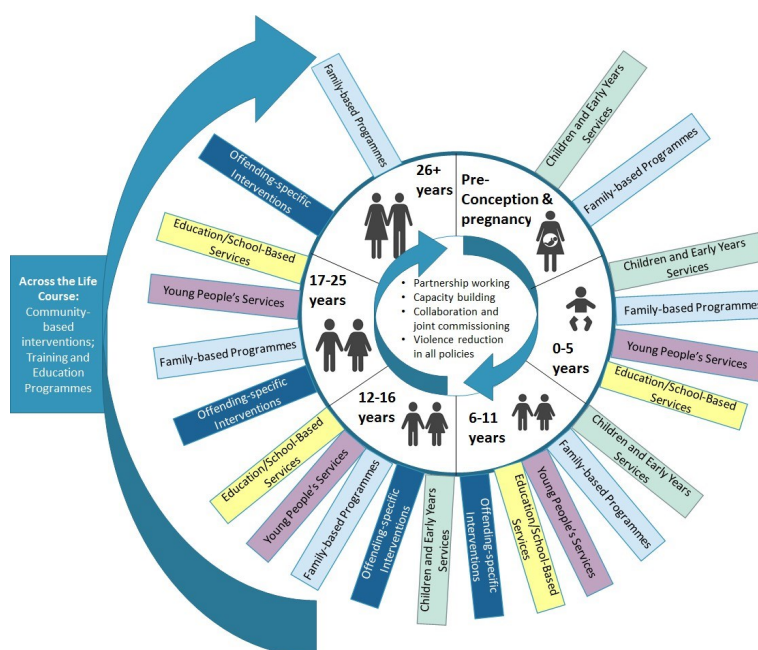 Across the Life
Course:
Community-
based
interventions;
Training and
Education
Programmes
Pre-
Conception &
pregnancy
Children and Early Years
Services
Family-based Programmes
0-5
years
Children and Early Years
Services
Family-based Programmes
Young People's Services
Education/School-Based
Services
6-11
years
Children and Early Years
Services
Family-based Programmes
Young People's Services
Education/School-Based
Services
Offending-specific
Interventions
12-16
years
Children and Early Years
Services
Offending-specific
Interventions
Family-based Programmes
Young People's Services
Education/School-Based
Services
17-25
years
Offending-specific
Interventions
Family-based Programmes
Young People's Services
Education/School-Based
Services
26+
years
Offending-specific
Interventions
Family-based Programmes
• Partnership working
• Capacity building
• Collaboration and
joint commissioning
• Violence reduction
in all policies